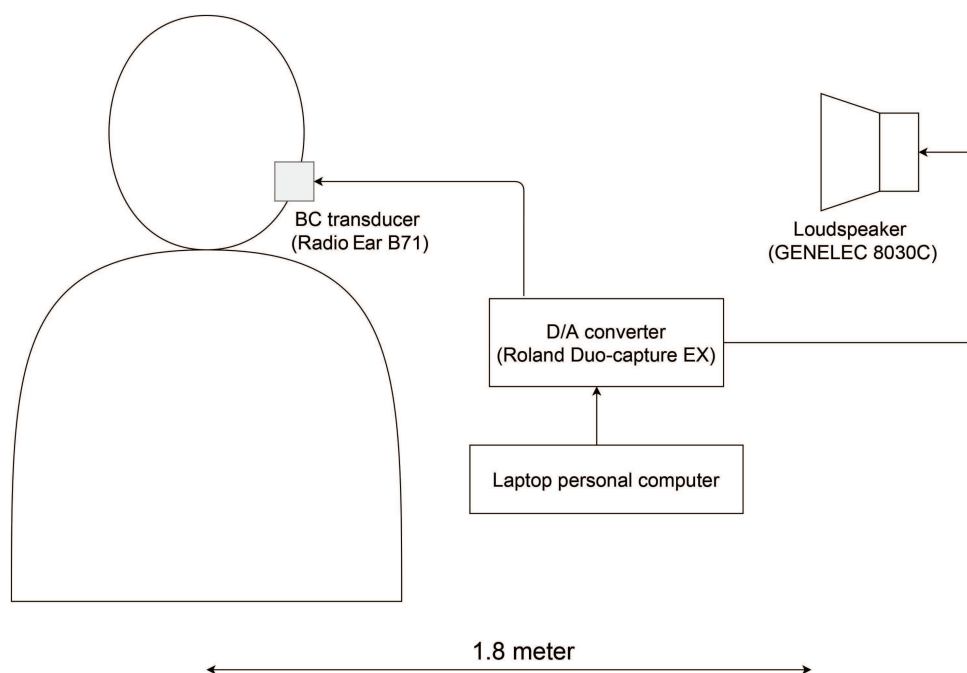 BC transducer
(Radio Ear B71)
Loudspeaker
(GENELEC 8030C)
D/A converter
(Roland Duo-capture EX)
Laptop personal computer
1.8 meter